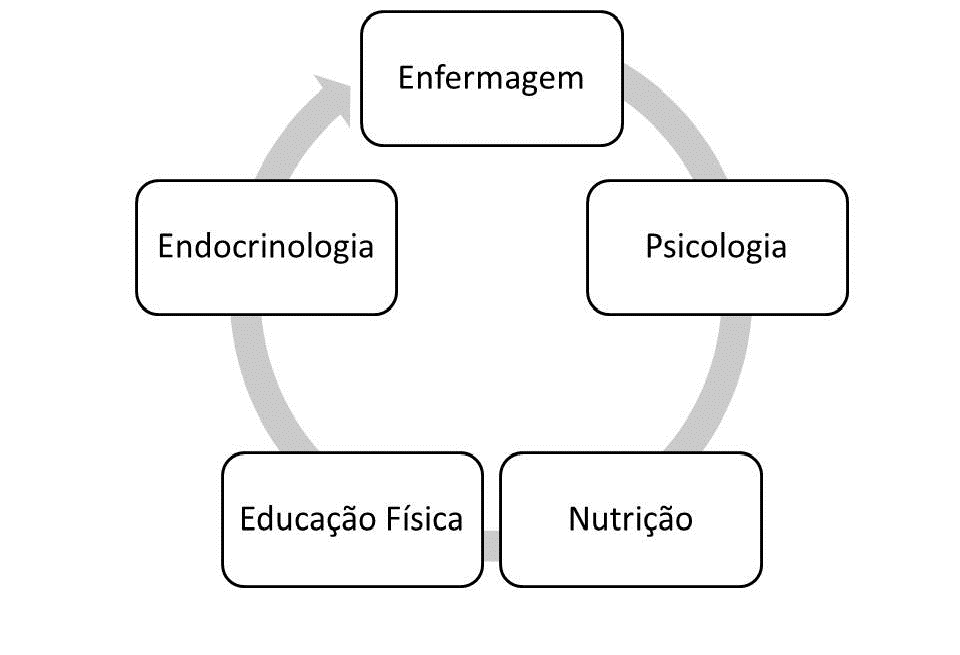 Enfermagem
Psicologia
Nutrição
Educação Física
Endocrinologia